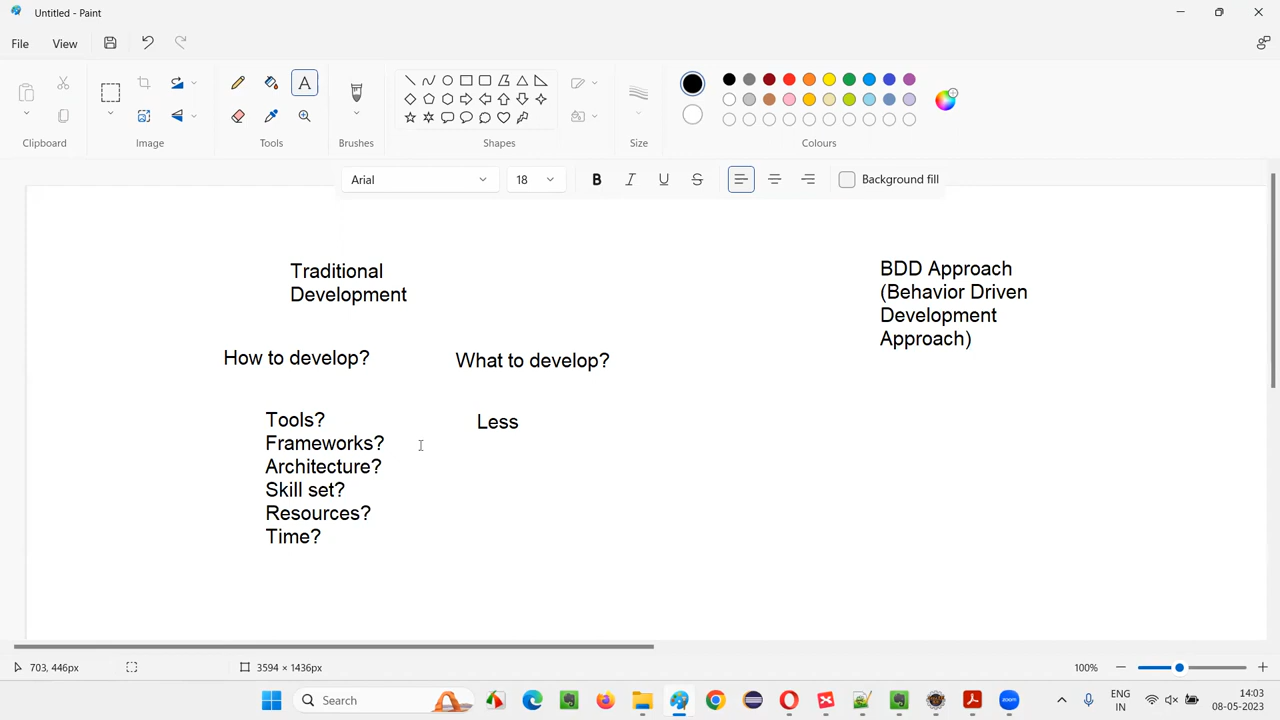 Untitled - Paint
File
View
Clipboard
Image
Tools
Brushes
Shapes
Size
Colours
Arial
18
B
I
U
S
Background fill
Traditional
Development
BDD Approach
(Behavior Driven
Development
Approach)
How to develop?
What to develop?
Tools?
Frameworks?
Architecture?
Skill set?
Resources?
Time?
Less
703, 446px
3594 × 1436px
100%
Search
ENG
IN
14:03
08-05-2023